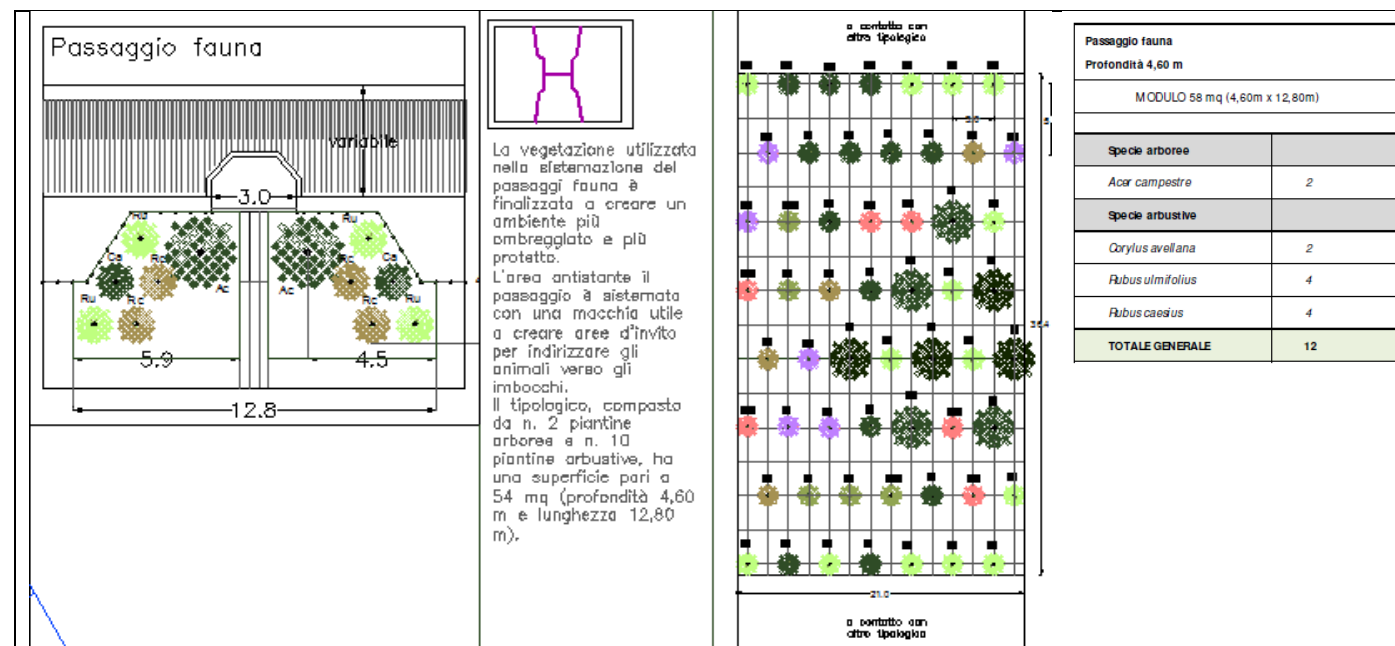 Passaggio fauna
variabile
3.0
Ru
Ru
Ca
Rc
Rc
Ca
Ac
Ac
Ru
Rc
Rc
Ru
5.9
4.5
12.8
La vegetazione utilizzata
nella sistemazione del
passaggi fauna è
finalizzata a creare un
ambiente più
ombreggiato e più
protetto.
L'area antistante il
passaggio è sistemata
con una macchia utile
a creare aree d'invito
per indirizzare gli
animali verso gli
imbocchi.
Il tipologico, composto
da n. 2 piantine
arboree e n. 10
piantine arbustive, ha
una superficie pari a
54 mq (profondità 4,60
m e lunghezza 12,80
m).
a contatto con
altro tipologico
21.0
a contatto con
altro tipologico
Passaggio fauna
Profondità 4,60 m
MODULO 58 mq (4,60m x 12,80m)
Specie arboree
Acer campestre 2
Specie arbustive
Corylus avellana 2
Rubus ulmifolius 4
Rubus caesius 4
TOTALE GENERALE 12